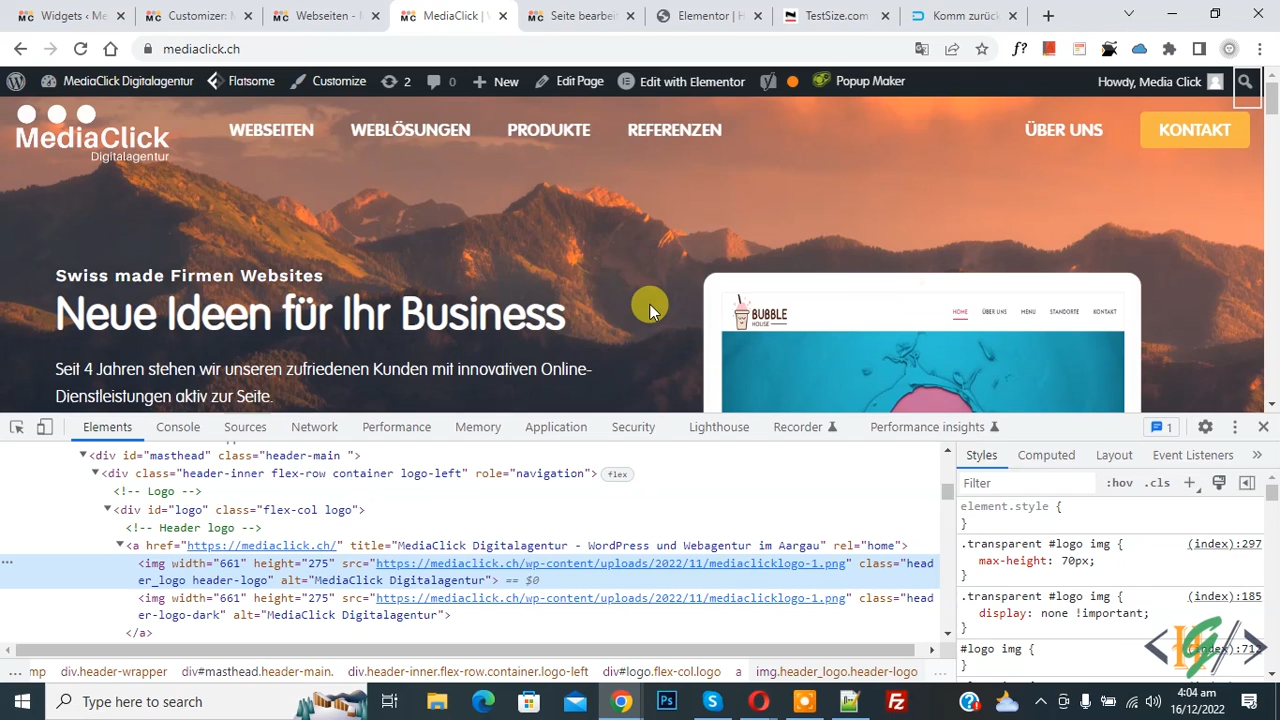 Widgets ‹ Me
Customizer: M
Webseiten - M
MediaClick | V
Seite bearbei
Elementor | H
TestSize.com
Komm zurück
mediaclick.ch
f?
MediaClick Digitalagentur
Flatsome
Customize
2
0
New
Edit Page
Edit with Elementor
Popup Maker
Howdy, Media Click
MediaClick
Digitalagentur
WEBSEITEN
WEBLÖSUNGEN
PRODUKTE
REFERENZEN
ÜBER UNS
KONTAKT
Swiss made Firmen Websites
Neue Ideen für Ihr Business
Seit 4 Jahren stehen wir unseren zufriedenen Kunden mit innovativen Online-
Dienstleistungen aktiv zur Seite.
BUBBLE
HOUSE
HOME
ÜBER UNS
MENU
STANDORTE
KONTAKT
Elements
Console
Sources
Network
Performance
Memory
Application
Security
Lighthouse
Recorder
Performance insights
1
<div id="masthead" class="header-main ">
<div class="header-inner flex-row container logo-left" role="navigation"> flex
<!-- Logo -->
<div id="logo" class="flex-col logo">
<!-- Header logo -->
<a href="https://mediaclick.ch/" title="MediaClick Digitalagentur - WordPress und Webagentur im Aargau" rel="home">
<img width="661" height="275" src="https://mediaclick.ch/wp-content/uploads/2022/11/mediaclicklogo-1.png" class="head
er_logo header-logo" alt="MediaClick Digitalagentur"> == $0
<img width="661" height="275" src="https://mediaclick.ch/wp-content/uploads/2022/11/mediaclicklogo-1.png" class="head
er-logo-dark" alt="MediaClick Digitalagentur">
</a>
mp
div.header-wrapper
div#masthead.header-main.
div.header-inner.flex-row.container.logo-left
div#logo.flex-col.logo
a
img.header_logo.header-logo
Styles
Computed
Layout
Event Listeners
Filter
:hov
.cls
element.style {
}
.transparent #logo img { (index):297
max-height: 70px;
}
.transparent #logo img { (index):185
display: none !important;
}
#logo img {
}
Type here to search
4:04 am
16/12/2022